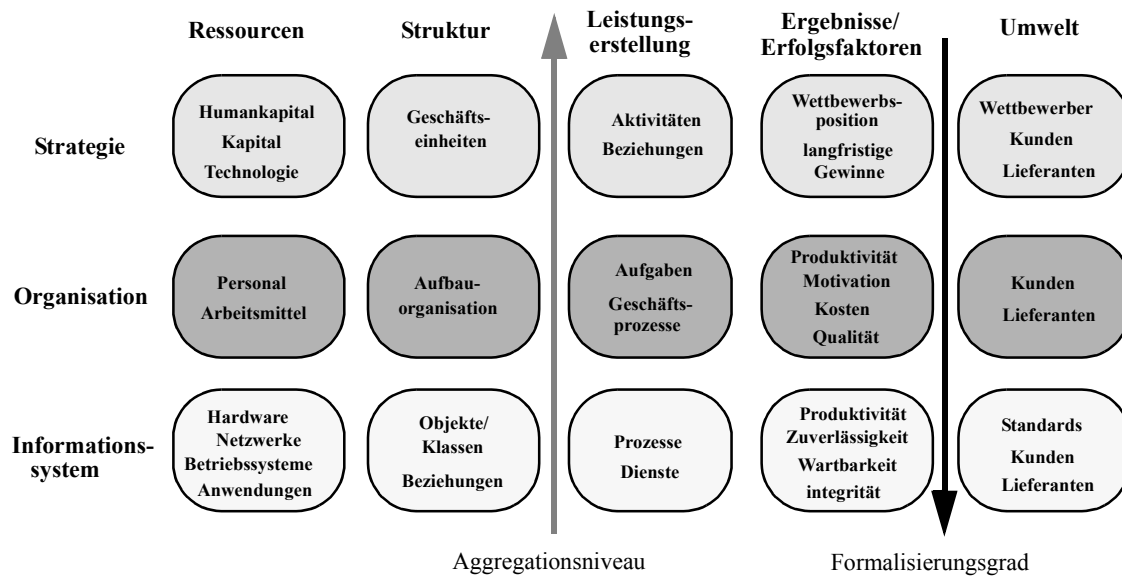 Ressourcen
Struktur
Leistungs-
erstellung
Ergebnisse/
Erfolgsfaktoren
Umwelt
Strategie
Humankapital
Kapital
Technologie
Geschäfts-
einheiten
Aktivitäten
Beziehungen
Wettbewerbs-
position
langfristige
Gewinne
Wettbewerber
Kunden
Lieferanten
Organisation
Personal
Arbeitsmittel
Aufbau-
organisation
Aufgaben
Geschäfts-
prozesse
Produktivität
Motivation
Kosten
Qualität
Kunden
Lieferanten
Informations-
system
Hardware
Netzwerke
Betriebssysteme
Anwendungen
Objekte/
Klassen
Beziehungen
Prozesse
Dienste
Produktivität
Zuverlässigkeit
Wartbarkeit
integrität
Standards
Kunden
Lieferanten
Aggregationsniveau
Formalisierungsgrad